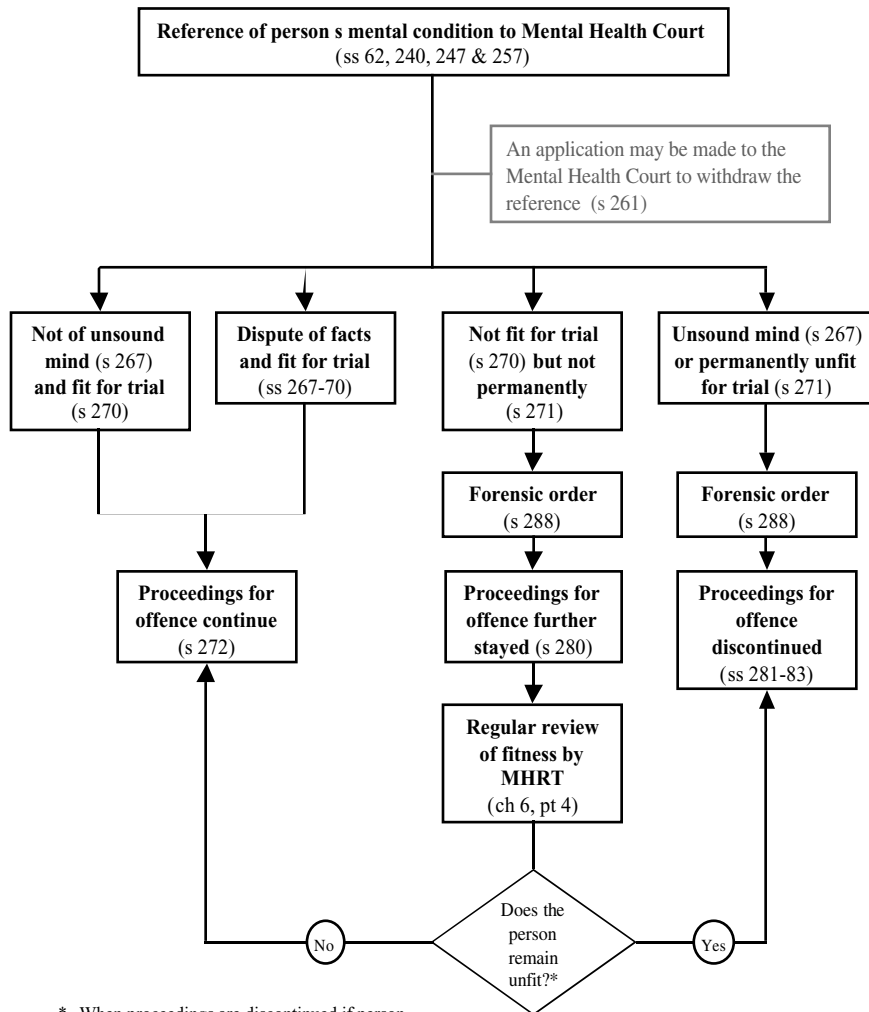 Reference of person s mental condition to Mental Health Court
(ss 62, 240, 247 & 257)
An application may be made to the
Mental Health Court to withdraw the
reference (s 261)
Not of unsound
mind (s 267)
and fit for trial
(s 270)
Dispute of facts
and fit for trial
(ss 267-70)
Not fit for trial
(s 270) but not
permanently
(s 271)
Unsound mind (s 267)
or permanently unfit
for trial (s 271)
Forensic order
(s 288)
Forensic order
(s 288)
Proceedings for
offence continue
(s 272)
Proceedings for
offence further
stayed (s 280)
Proceedings for
offence
discontinued
(ss 281-83)
Regular review
of fitness by
MHRT
(ch 6, pt 4)
Does the
person
remain
unfit?*
No
Yes
* When proceedings are discontinued if person